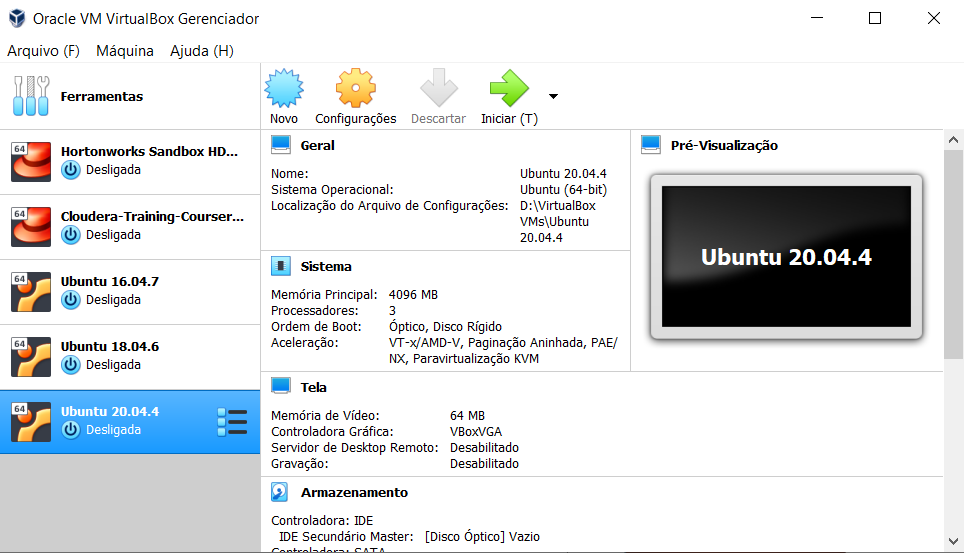 Oracle VM VirtualBox Gerenciador
Arquivo (F) Máquina Ajuda (H)
Ferramentas
64
Hortonworks Sandbox HD...
Desligada
64
Cloudera-Training-Courser...
Desligada
64
Ubuntu 16.04.7
Desligada
64
Ubuntu 18.04.6
Desligada
64
Ubuntu 20.04.4
Desligada
Novo Configurações Descartar Iniciar (T)
Geral
Nome: Ubuntu 20.04.4
Sistema Operacional: Ubuntu (64-bit)
Localização do Arquivo de Configurações: D:\VirtualBox
VMs\Ubuntu
20.04.4
Pré-Visualização
Ubuntu 20.04.4
Sistema
Memória Principal: 4096 MB
Processadores: 3
Ordem de Boot: Óptico, Disco Rígido
Aceleração: VT-x/AMD-V, Paginação Aninhada, PAE/
NX, Paravirtualização KVM
Tela
Memória de Vídeo: 64 MB
Controladora Gráfica: VBoxVGA
Servidor de Desktop Remoto: Desabilitado
Gravação: Desabilitado
Armazenamento
Controladora: IDE
IDE Secundário Master: [Disco Óptico] Vazio
Controladora: SATA